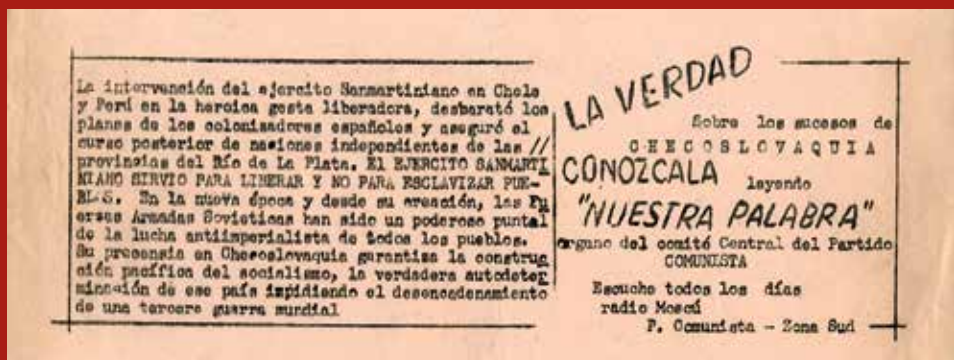 La intervención del ejercito Sanmartiniano en Chele
y Perú en la heroica gesta liberadora, desbarató los
planes de los colonizadores españoles y aseguró el
curso posterior de naciones independientes de las //
provincias del Río de La Plata. El EJERCITO SANMARTI
NIANO SIRVIO PARA LIBERAR Y NO PARA ESCLAVIZAR PUE-
BLOS. En la nueva época y desde su creación, las Fu
erzas Armadas Sovieticas han sido un poderoso puntal
de la lucha antiimperialista de todos los pueblos.
Su presencia en Checoslovaquia garantiza la construc
ción pacífica del socialismo, la verdadera autodeter
minación de ese país impidiendo el desencadenamiento
de una tercera guerra mundial
LA VERDAD
Sobre los sucesos de
CHECOSLOVAQUIA
CONOZCALA leyendo
"NUESTRA PALABRA"
organo del comité Central del Partido
COMUNISTA
Escuche todos los días
radio Moscú
P. Comunista - Zona Sud